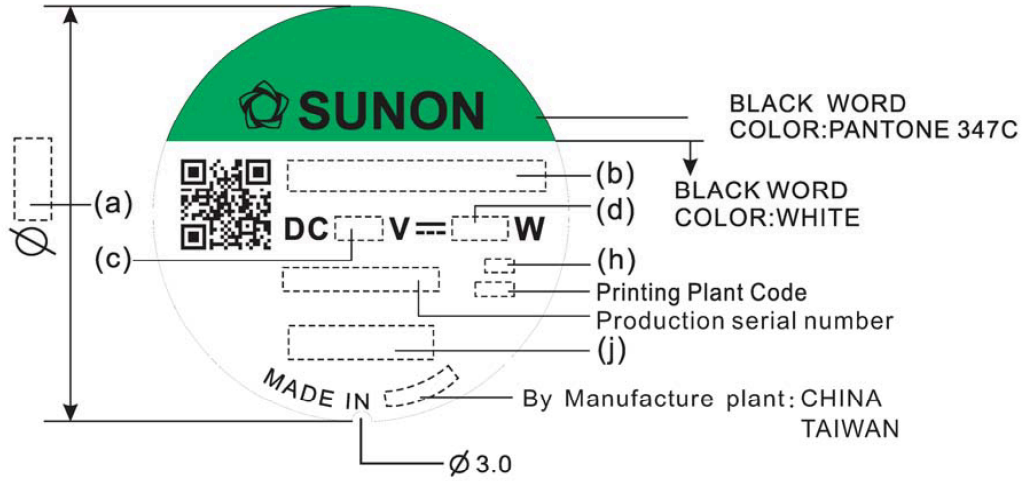 SUNON
BLACK WORD
COLOR:PANTONE 347C
BLACK WORD
COLOR:WHITE
(a)
Ø
(b)
DC V⎓ W
(d)
(c)
(h)
Printing Plant Code
Production serial number
(j)
MADE IN
By Manufacture plant: CHINA
TAIWAN
Ø 3.0